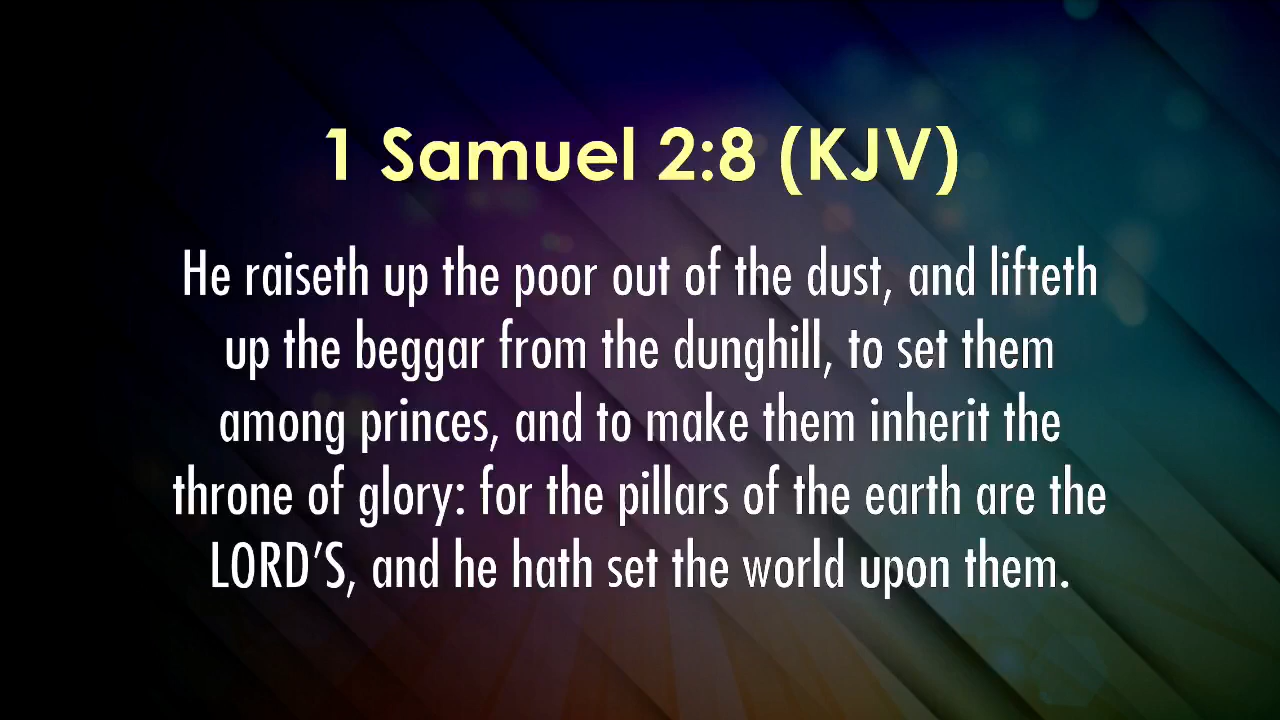 1 Samuel 2:8 (KJV)
He raiseth up the poor out of the dust, and lifteth
up the beggar from the dunghill, to set them
among princes, and to make them inherit the
throne of glory: for the pillars of the earth are the
LORD’S, and he hath set the world upon them.